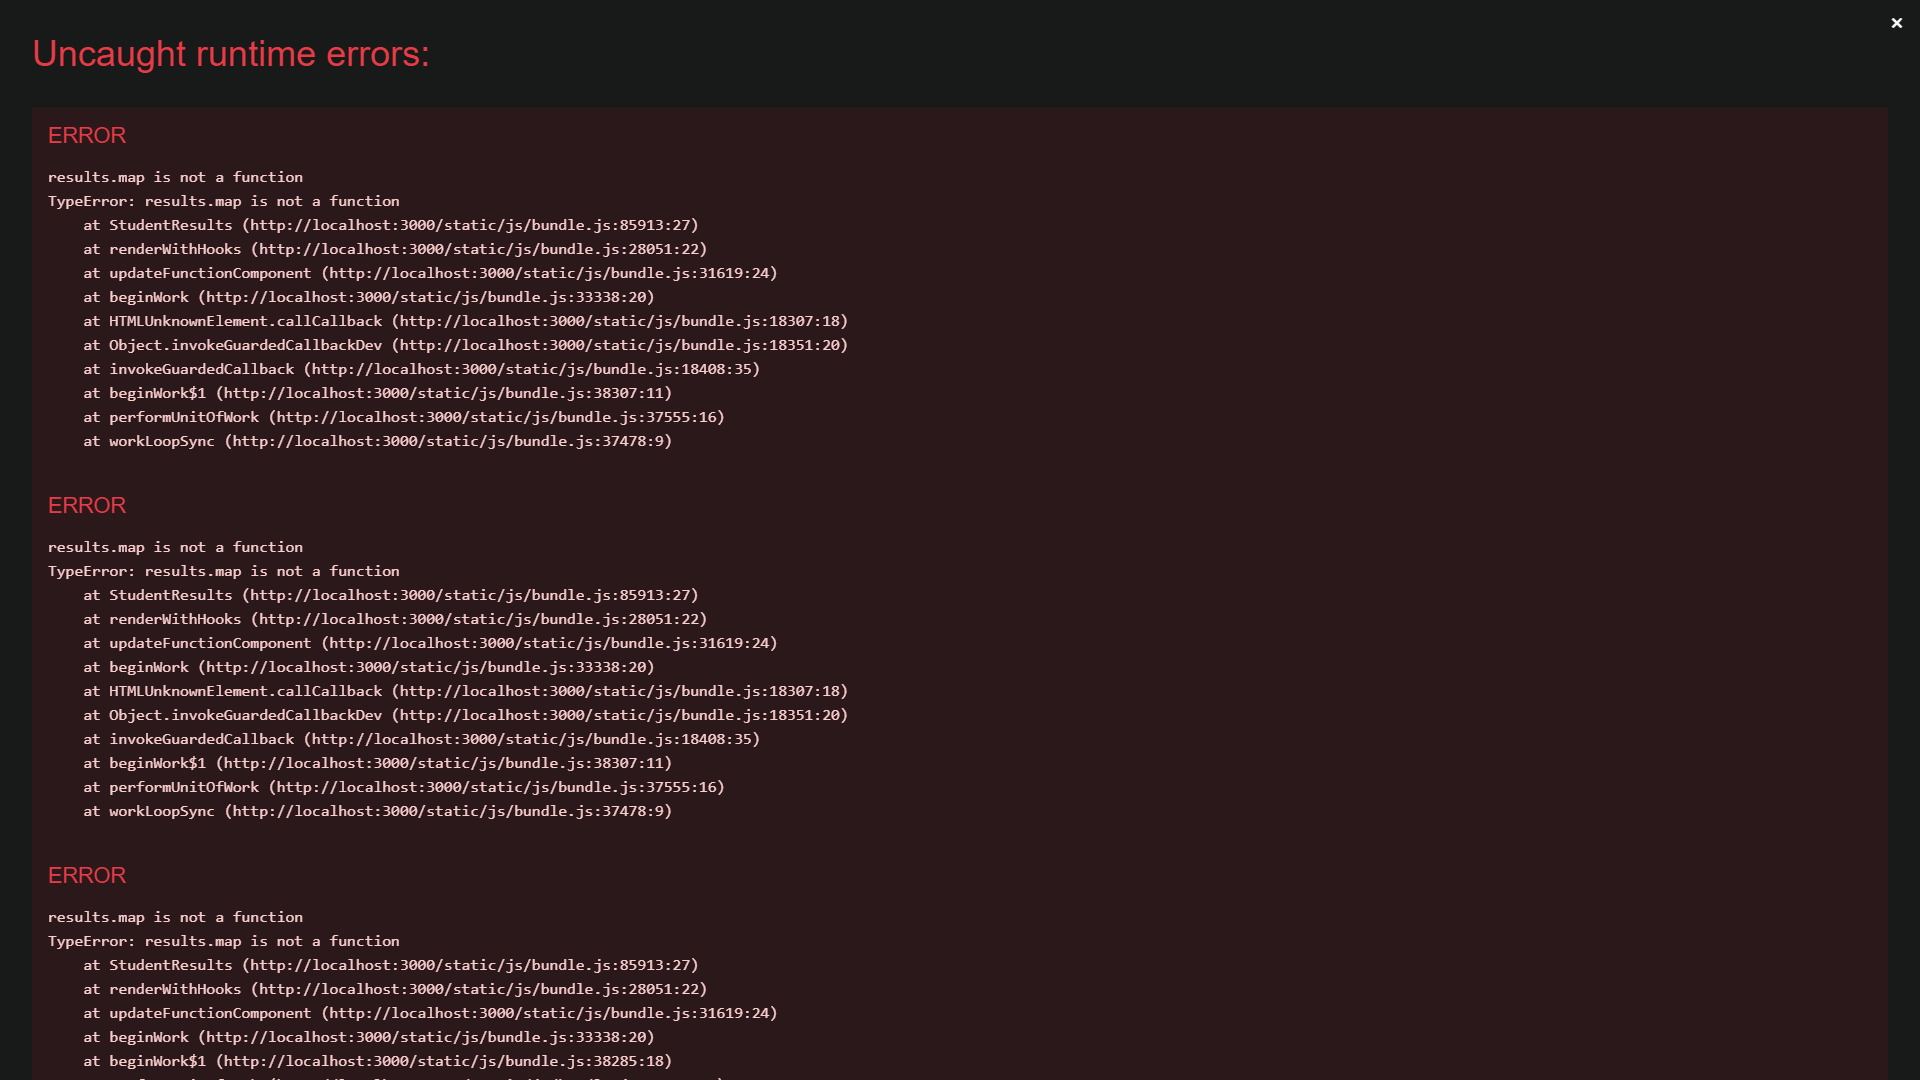 ×
Uncaught runtime errors:
ERROR
results.map is not a function
TypeError: results.map is not a function
at StudentResults (http://localhost:3000/static/js/bundle.js:85913:27)
at renderWithHooks (http://localhost:3000/static/js/bundle.js:28051:22)
at updateFunctionComponent (http://localhost:3000/static/js/bundle.js:31619:24)
at beginWork (http://localhost:3000/static/js/bundle.js:33338:20)
at HTMLUnknownElement.callCallback (http://localhost:3000/static/js/bundle.js:18307:18)
at Object.invokeGuardedCallbackDev (http://localhost:3000/static/js/bundle.js:18351:20)
at invokeGuardedCallback (http://localhost:3000/static/js/bundle.js:18408:35)
at beginWork$1 (http://localhost:3000/static/js/bundle.js:38307:11)
at performUnitOfWork (http://localhost:3000/static/js/bundle.js:37555:16)
at workLoopSync (http://localhost:3000/static/js/bundle.js:37478:9)
ERROR
results.map is not a function
TypeError: results.map is not a function
at StudentResults (http://localhost:3000/static/js/bundle.js:85913:27)
at renderWithHooks (http://localhost:3000/static/js/bundle.js:28051:22)
at updateFunctionComponent (http://localhost:3000/static/js/bundle.js:31619:24)
at beginWork (http://localhost:3000/static/js/bundle.js:33338:20)
at HTMLUnknownElement.callCallback (http://localhost:3000/static/js/bundle.js:18307:18)
at Object.invokeGuardedCallbackDev (http://localhost:3000/static/js/bundle.js:18351:20)
at invokeGuardedCallback (http://localhost:3000/static/js/bundle.js:18408:35)
at beginWork$1 (http://localhost:3000/static/js/bundle.js:38307:11)
at performUnitOfWork (http://localhost:3000/static/js/bundle.js:37555:16)
at workLoopSync (http://localhost:3000/static/js/bundle.js:37478:9)
ERROR
results.map is not a function
TypeError: results.map is not a function
at StudentResults (http://localhost:3000/static/js/bundle.js:85913:27)
at renderWithHooks (http://localhost:3000/static/js/bundle.js:28051:22)
at updateFunctionComponent (http://localhost:3000/static/js/bundle.js:31619:24)
at beginWork (http://localhost:3000/static/js/bundle.js:33338:20)
at beginWork$1 (http://localhost:3000/static/js/bundle.js:38285:18)